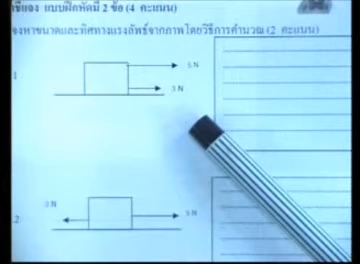 แบบฝึกหัดมี 2 ข้อ (4 คะแนน)
จงหาขนาดและทิศทางแรงลัพธ์จากภาพ โดยวิธีการคำนวณ (2 คะแนน)
1
5 N
3 N
2
5 N